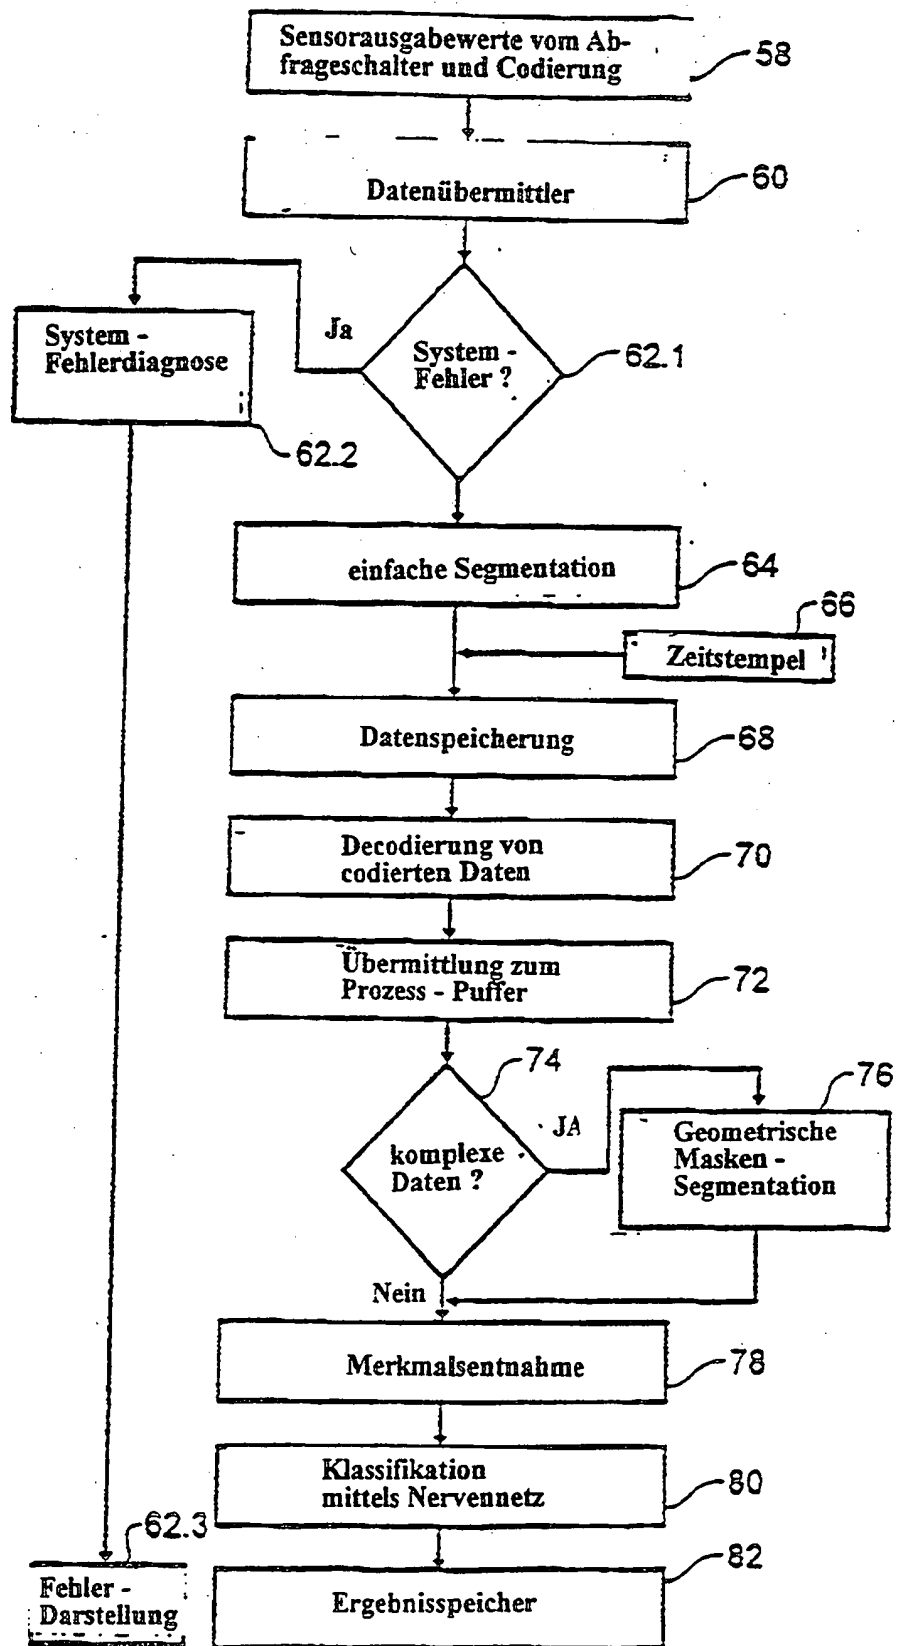 Sensorausgabewerte vom Ab-
frageschalter und Codierung
58
Datenübermittler
60
Ja
System -
Fehler ?
62.1
System -
Fehlerdiagnose
62.2
einfache Segmentation
64
66
Zeitstempel
Datenspeicherung
68
Decodierung von
codierten Daten
70
Übermittlung zum
Prozess - Puffer
72
74
komplexe
Daten ?
JA
76
Geometrische
Masken -
Segmentation
Nein
Merkmalsentnahme
78
Klassifikation
mittels Nervennetz
80
62.3
Fehler -
Darstellung
82
Ergebnisspeicher